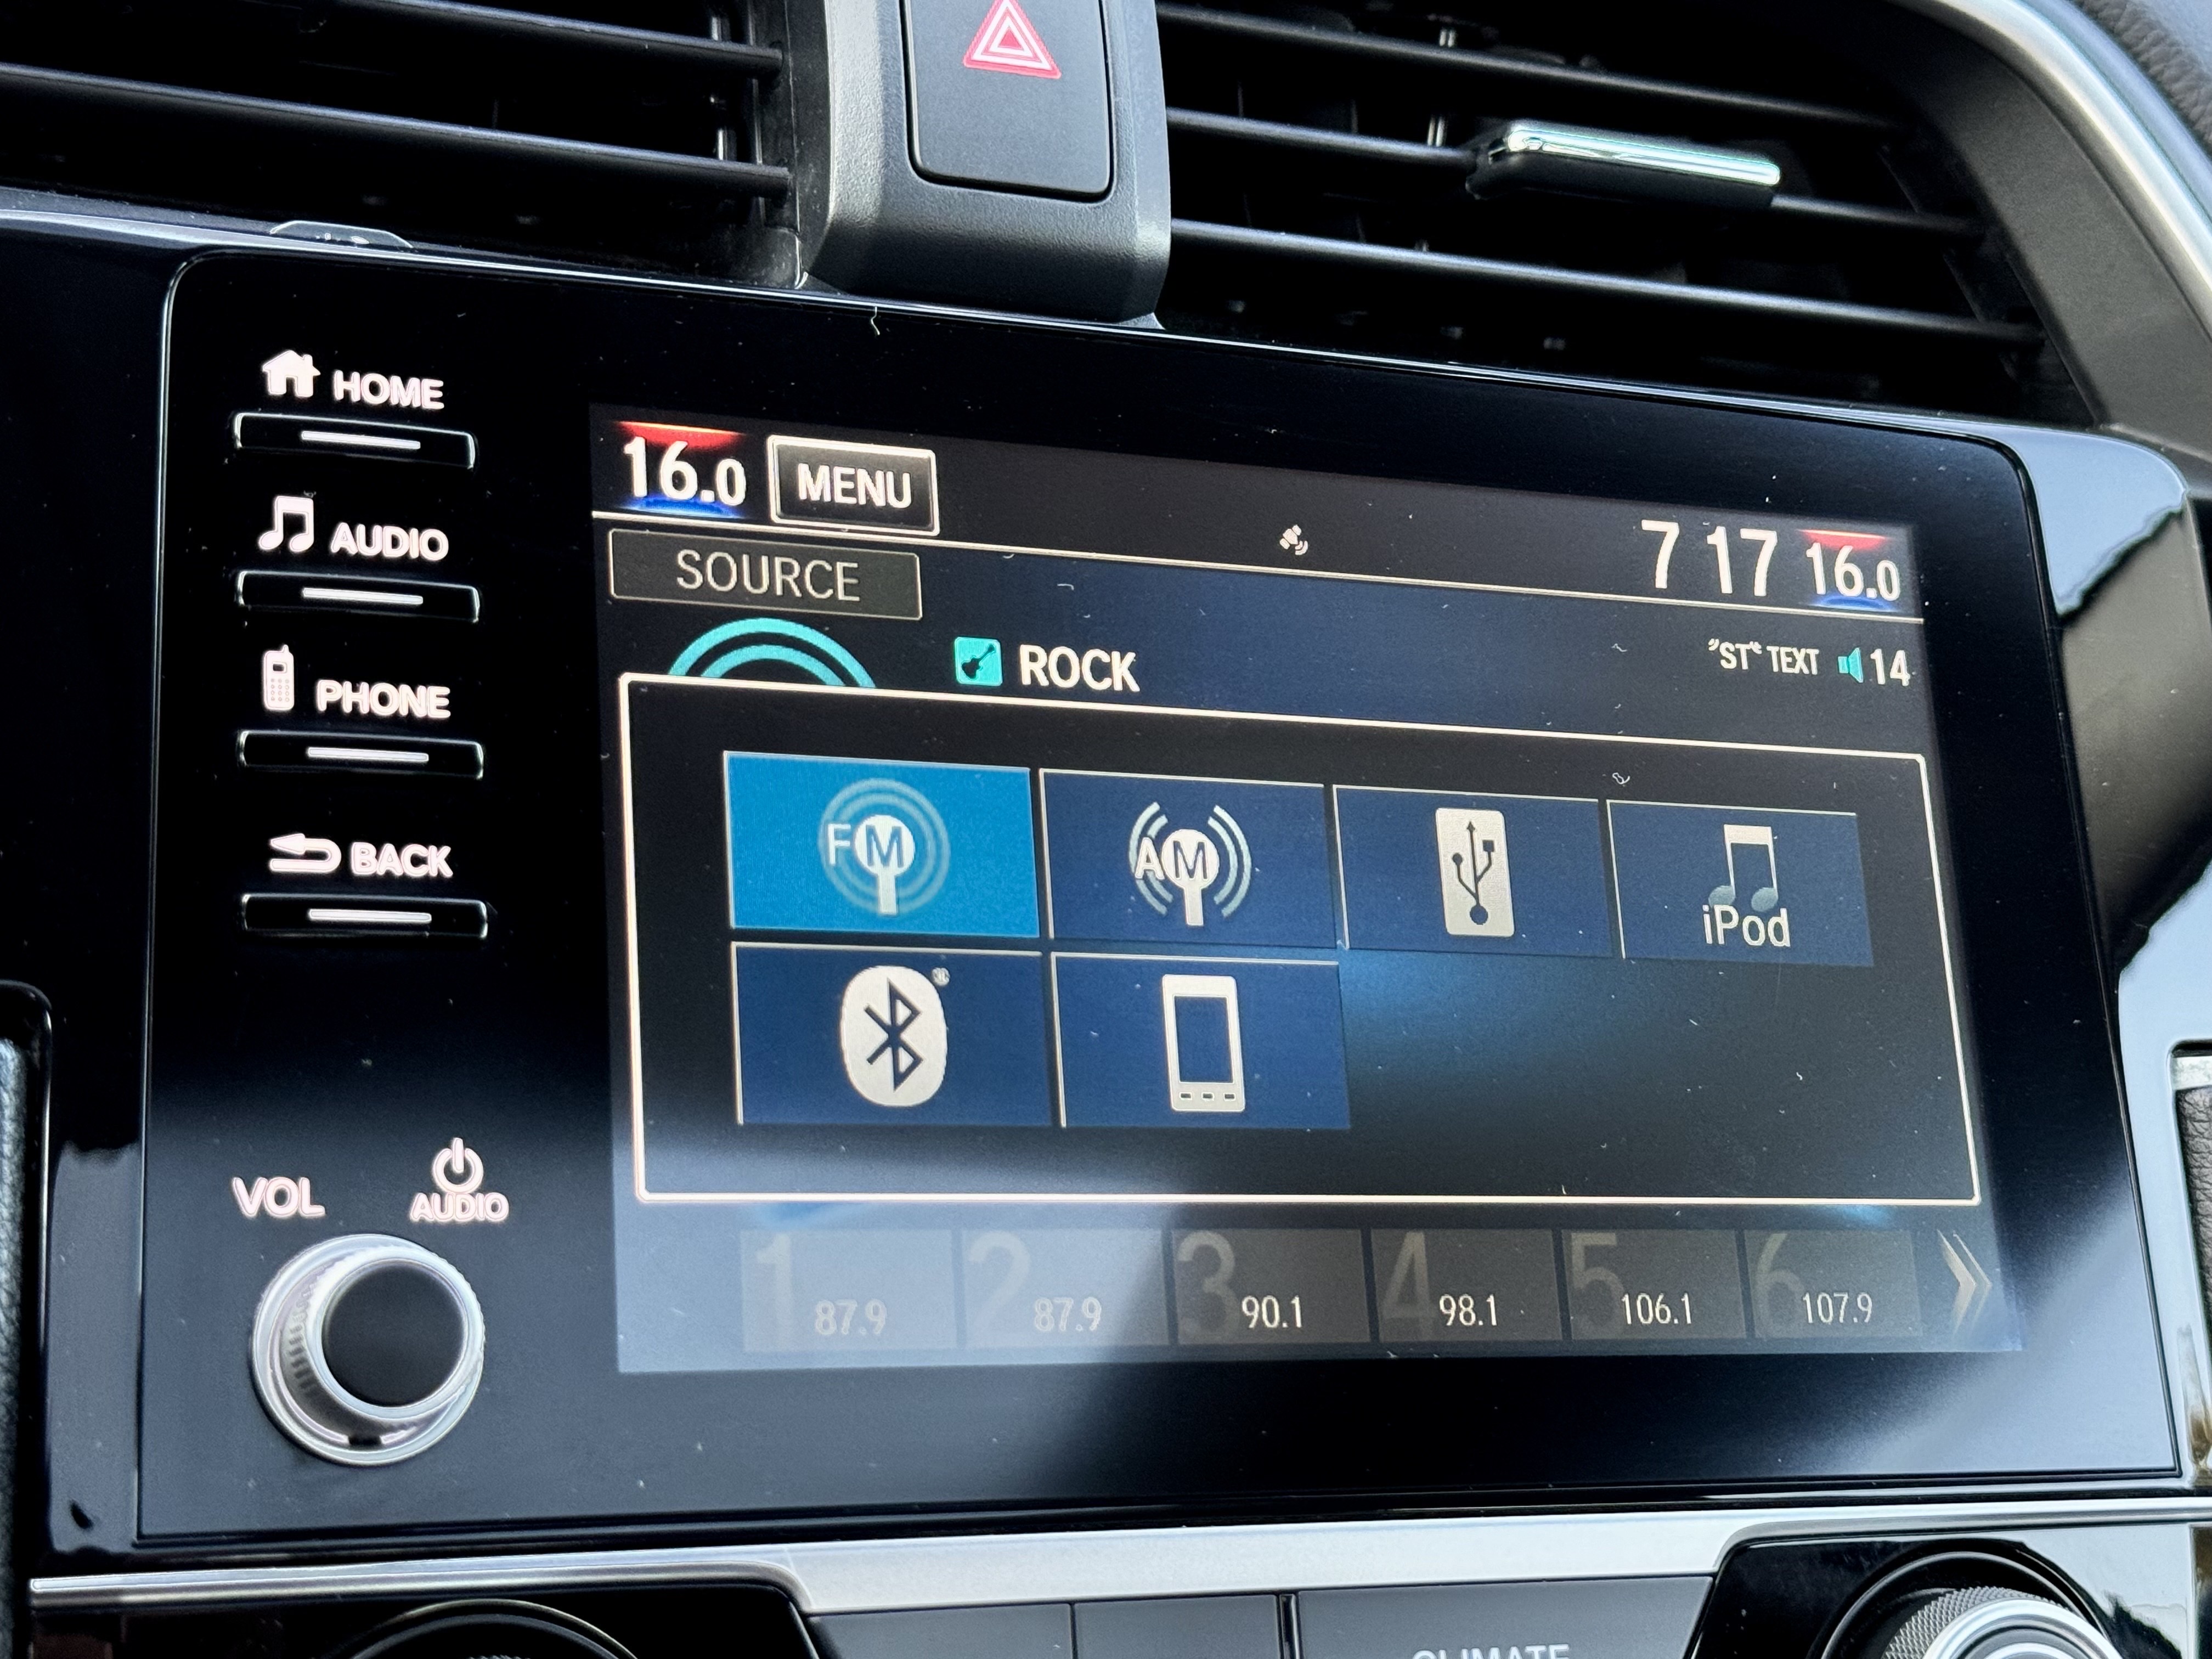 HOME
AUDIO
PHONE
BACK
VOL AUDIO
16.0 MENU 7 17 16.0
SOURCE
ROCK "ST" TEXT 14
FM AM iPod
1 87.9 2 87.9 3 90.1 4 98.1 5 106.1 6 107.9
CLIMATE